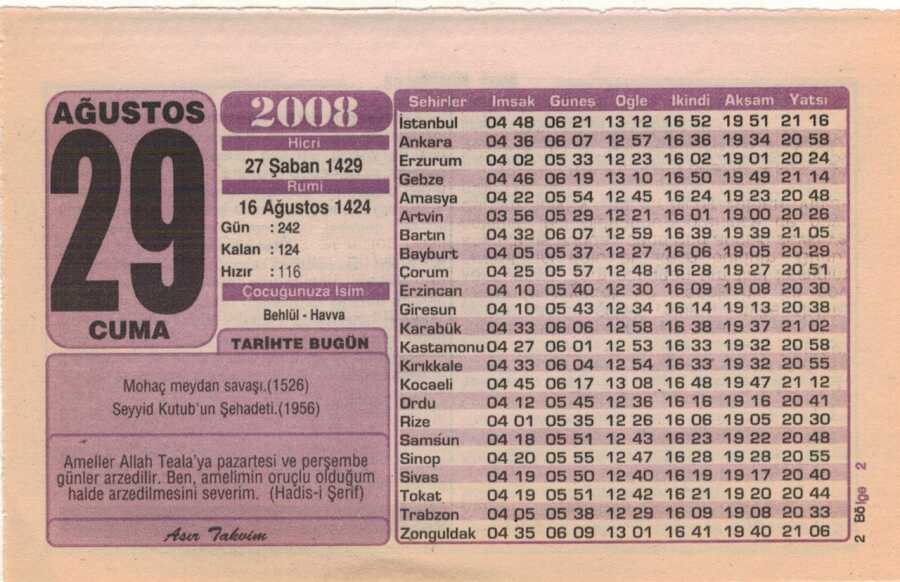 AĞUSTOS
29
CUMA
2008
Hicri
27 Şaban 1429
Rumi
16 Ağustos 1424
Gün : 242
Kalan : 124
Hızır : 116
Çocuğunuza İsim
Behlül - Havva
TARİHTE BUGÜN
Mohaç meydan savaşı.(1526)
Seyyid Kutub'un Şehadeti.(1956)
Ameller Allah Teala'ya pazartesi ve perşembe
günler arzedilir. Ben, amelimin oruçlu olduğum
halde arzedilmesini severim. (Hadis-i Şerif)
Asır Takvim
Şehirler İmsak Güneş Öğle İkindi Akşam Yatsı
İstanbul 04 48 06 21 13 12 16 52 19 51 21 16
Ankara 04 36 06 07 12 57 16 36 19 34 20 58
Erzurum 04 02 05 33 12 23 16 02 19 01 20 24
Gebze 04 46 06 19 13 10 16 50 19 49 21 14
Amasya 04 22 05 54 12 45 16 24 19 23 20 48
Artvin 03 56 05 29 12 21 16 01 19 00 20 26
Bartın 04 32 06 07 12 59 16 39 19 39 21 05
Bayburt 04 05 05 37 12 27 16 06 19 05 20 29
Çorum 04 25 05 57 12 48 16 28 19 27 20 51
Erzincan 04 10 05 40 12 30 16 09 19 08 20 30
Giresun 04 10 05 43 12 34 16 14 19 13 20 38
Karabük 04 33 06 06 12 58 16 38 19 37 21 02
Kastamonu 04 27 06 01 12 53 16 33 19 32 20 58
Kırıkkale 04 33 06 04 12 54 16 33 19 32 20 55
Kocaeli 04 45 06 17 13 08 16 48 19 47 21 12
Ordu 04 12 05 45 12 36 16 16 19 16 20 41
Rize 04 01 05 35 12 26 16 06 19 05 20 30
Samsun 04 18 05 51 12 43 16 23 19 22 20 48
Sinop 04 20 05 55 12 47 16 28 19 28 20 55
Sivas 04 19 05 50 12 40 16 19 19 17 20 40
Tokat 04 19 05 51 12 42 16 21 19 20 20 44
Trabzon 04 05 05 38 12 29 16 09 19 08 20 33
Zonguldak 04 35 06 09 13 01 16 41 19 40 21 06
2 Bölge 2